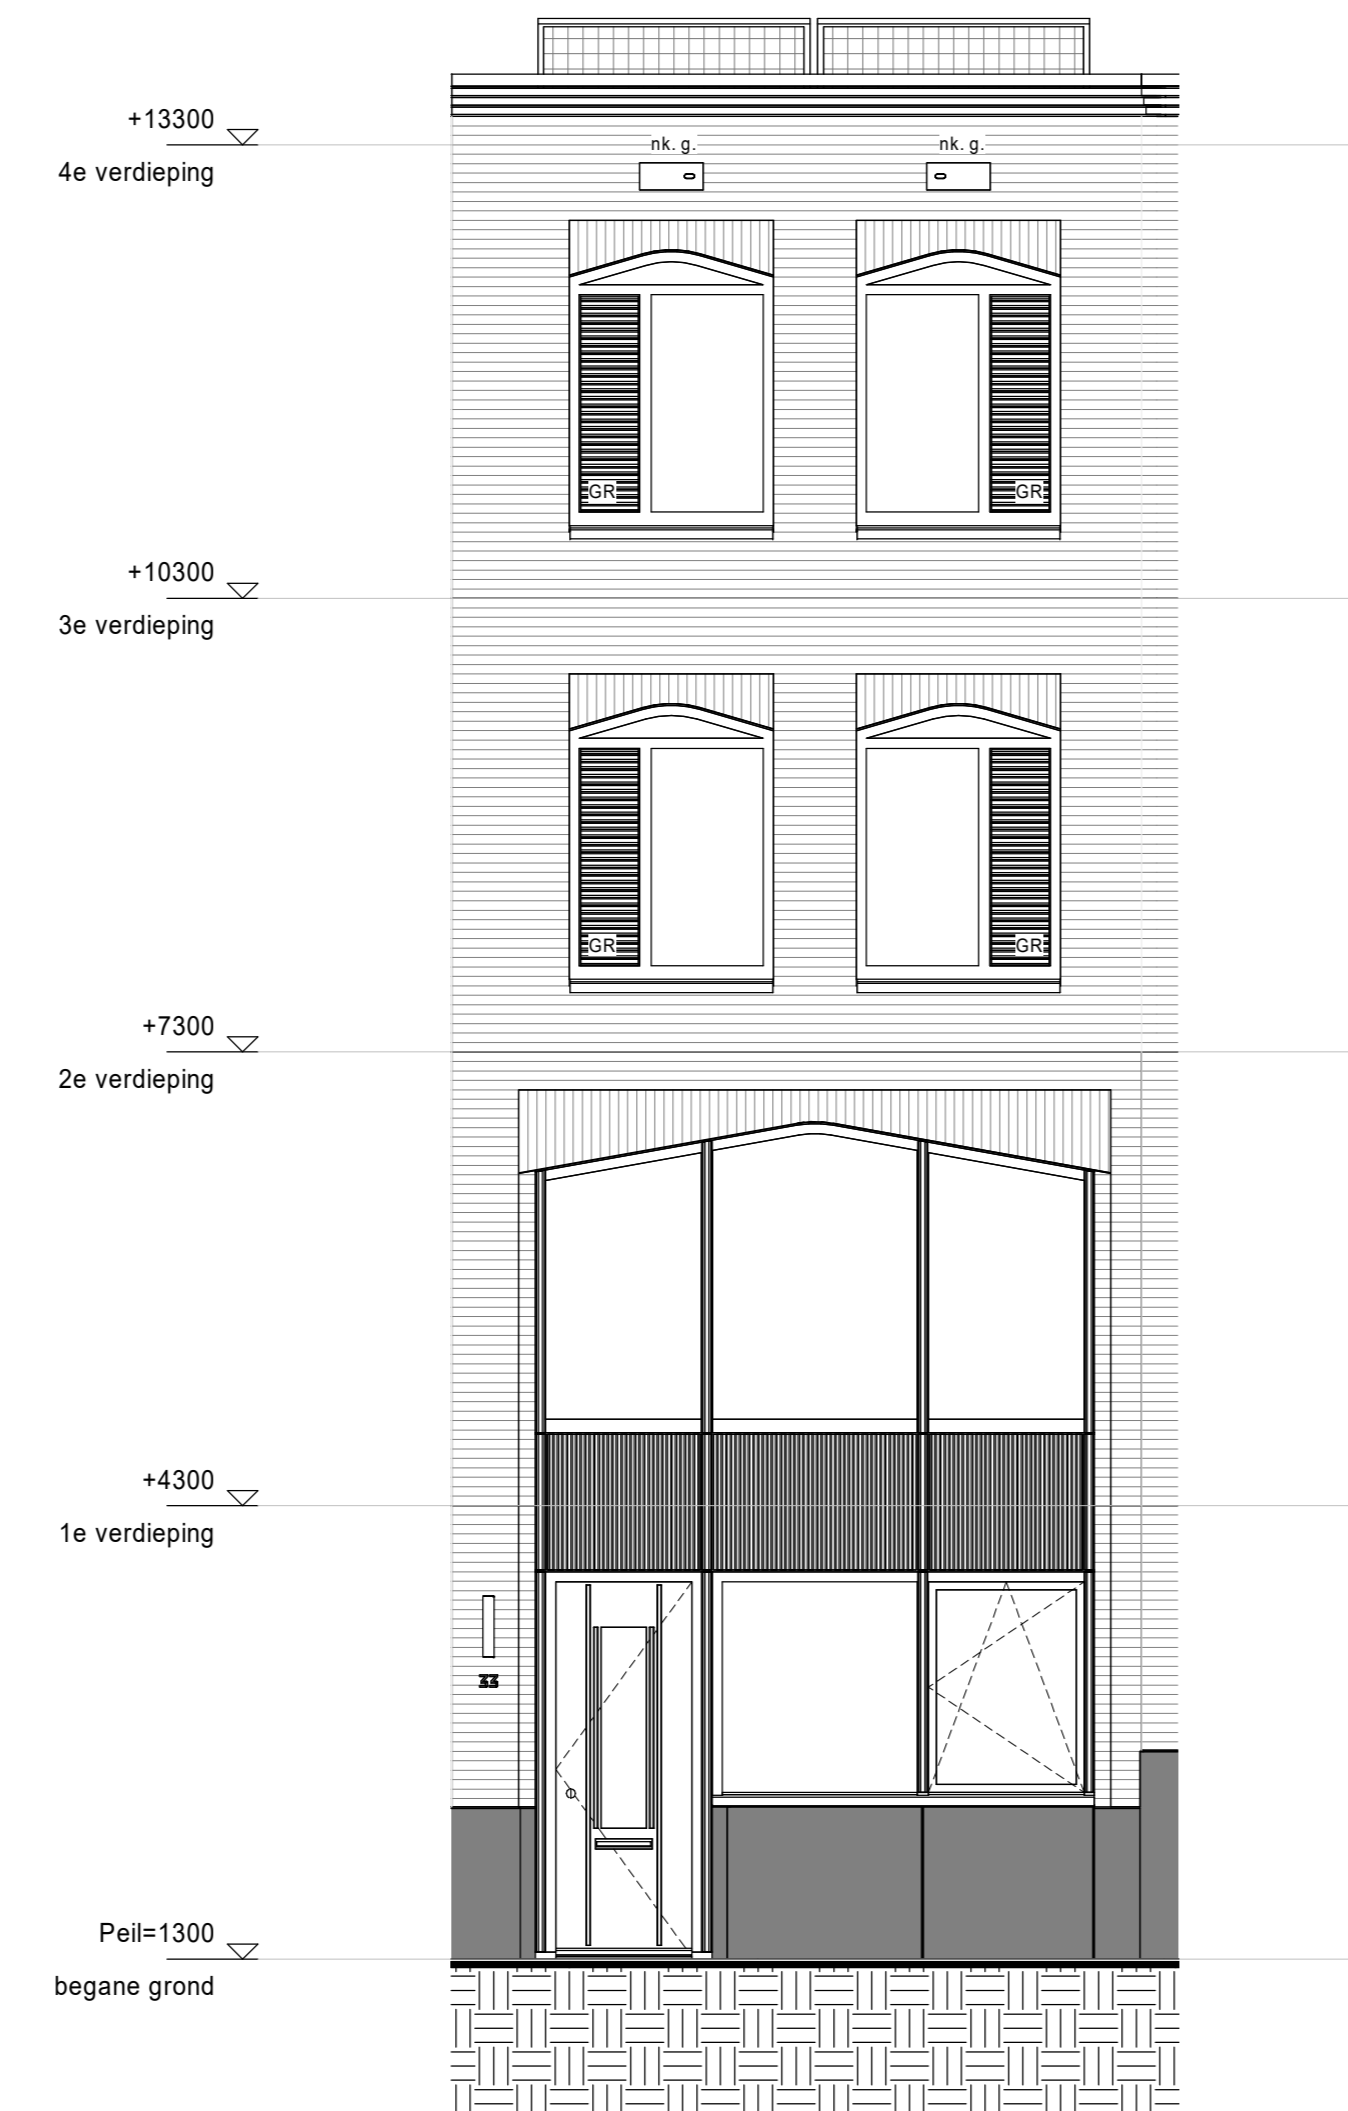 +13300
4e verdieping
nk. g.
nk. g.
GR
GR
+10300
3e verdieping
GR
GR
+7300
2e verdieping
+4300
1e verdieping
33
Peil=1300
begane grond